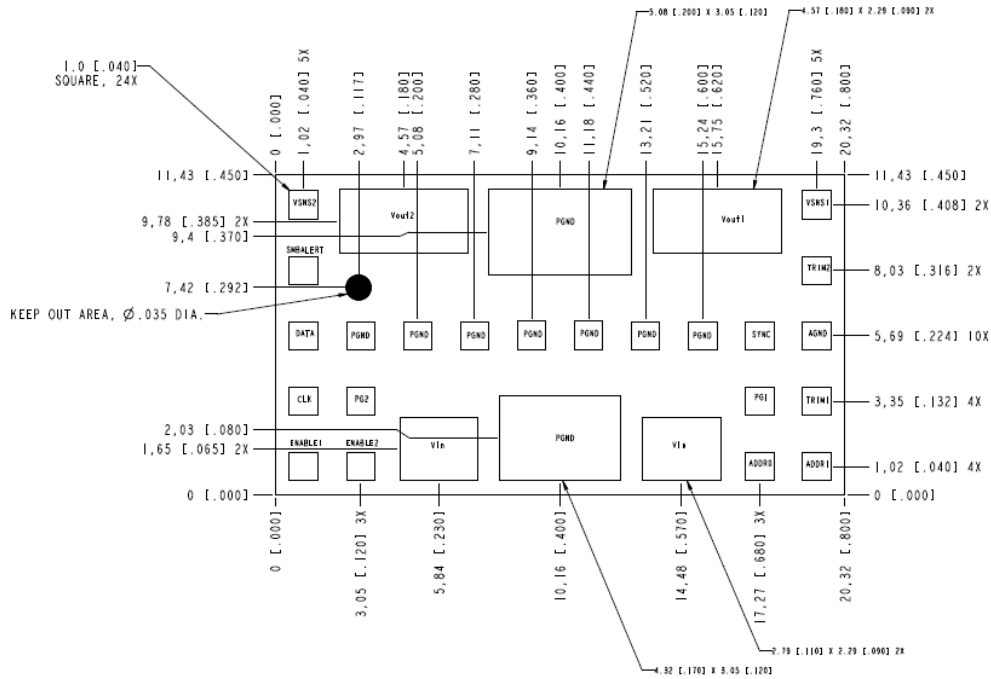 5.08 [.200] X 3.05 [.120]
4.57 [.180] X 2.29 [.090] 2X
1.0 [.040]
SQUARE, 24X
0 [.000]
1,02 [.040] 5X
2,97 [.117]
4,57 [.180]
5,08 [.200]
7,11 [.280]
9,14 [.360]
10,16 [.400]
11,18 [.440]
13,21 [.520]
15,24 [.600]
15,75 [.620]
19,3 [.760] 5X
20,32 [.800]
11,43 [.450]
11,43 [.450]
VSNS2
Vout2
PGND
Vout1
VSNS1
10,36 [.408] 2X
9,78 [.385] 2X
9,4 [.370]
SMBALERT
TRIM2
8,03 [.316] 2X
7,42 [.292]
KEEP OUT AREA, Ø.035 DIA.
DATA
PGND
PGND
PGND
PGND
PGND
PGND
PGND
SYNC
AGND
5,69 [.224] 10X
CLK
PG2
PG1
TRIM1
3,35 [.132] 4X
2,03 [.080]
1,65 [.065] 2X
ENABLE1
ENABLE2
Vin
PGND
Vin
ADDR0
ADDR1
1,02 [.040] 4X
0 [.000]
0 [.000]
0 [.000]
3,05 [.120] 3X
5,84 [.230]
10,16 [.400]
14,48 [.570]
17,27 [.680] 3X
20,32 [.800]
2.79 [.110] X 2.29 [.090] 2X
4.32 [.170] X 3.05 [.120]